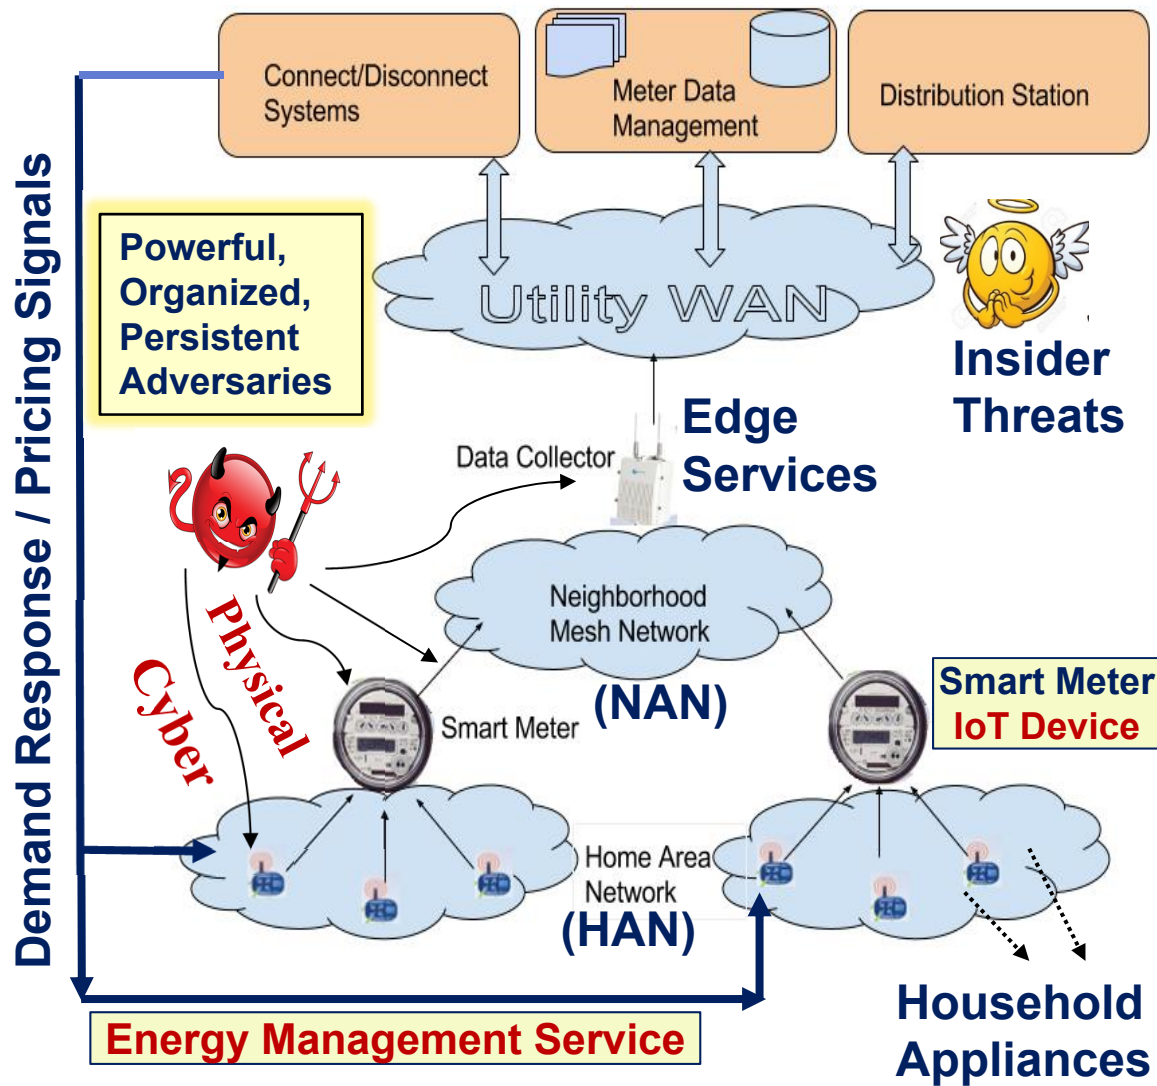 Connect/Disconnect
Systems
Meter Data
Management
Distribution Station
Demand Response / Pricing Signals
Powerful,
Organized,
Persistent
Adversaries
Utility WAN
Insider
Threats
Edge
Services
Data Collector
Physical
Cyber
Neighborhood
Mesh Network
(NAN)
Smart Meter
Smart Meter
IoT Device
Home Area
Network
(HAN)
Household
Appliances
Energy Management Service